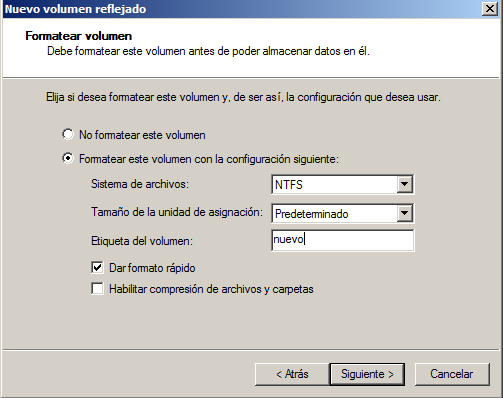 Nuevo volumen reflejado
Formatear volumen
Debe formatear este volumen antes de poder almacenar datos en él.
Elija si desea formatear este volumen y, de ser así, la configuración que desea usar.
No formatear este volumen
Formatear este volumen con la configuración siguiente:
Sistema de archivos: NTFS
Tamaño de la unidad de asignación: Predeterminado
Etiqueta del volumen: nuevo
Dar formato rápido
Habilitar compresión de archivos y carpetas
< Atrás Siguiente > Cancelar